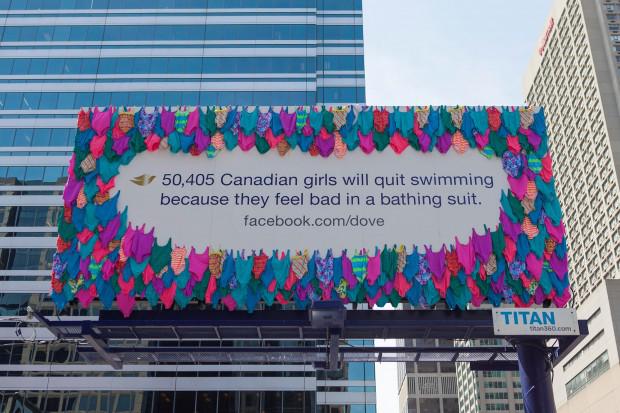 50,405 Canadian girls will quit swimming
because they feel bad in a bathing suit.
facebook.com/dove
TITAN
titan360.com